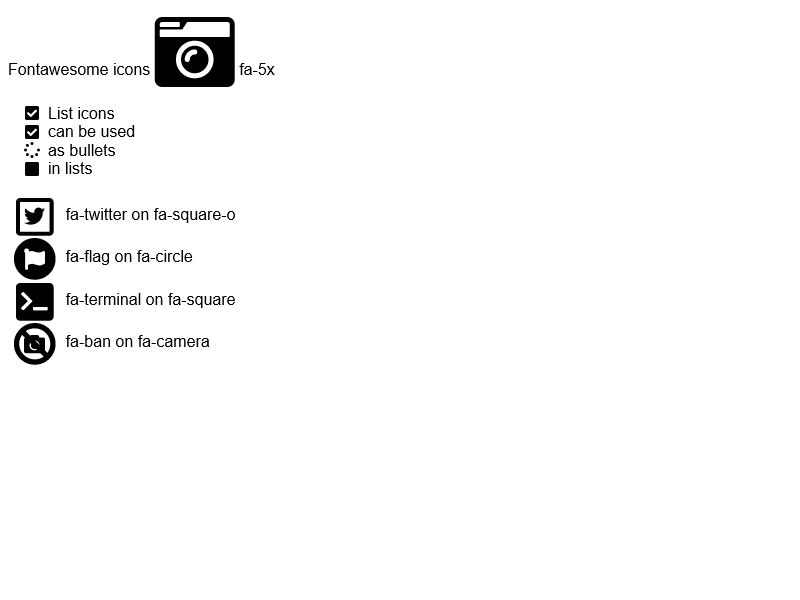 Fontawesome icons fa-5x
List icons
can be used
as bullets
in lists
fa-twitter on fa-square-o
fa-flag on fa-circle
fa-terminal on fa-square
fa-ban on fa-camera